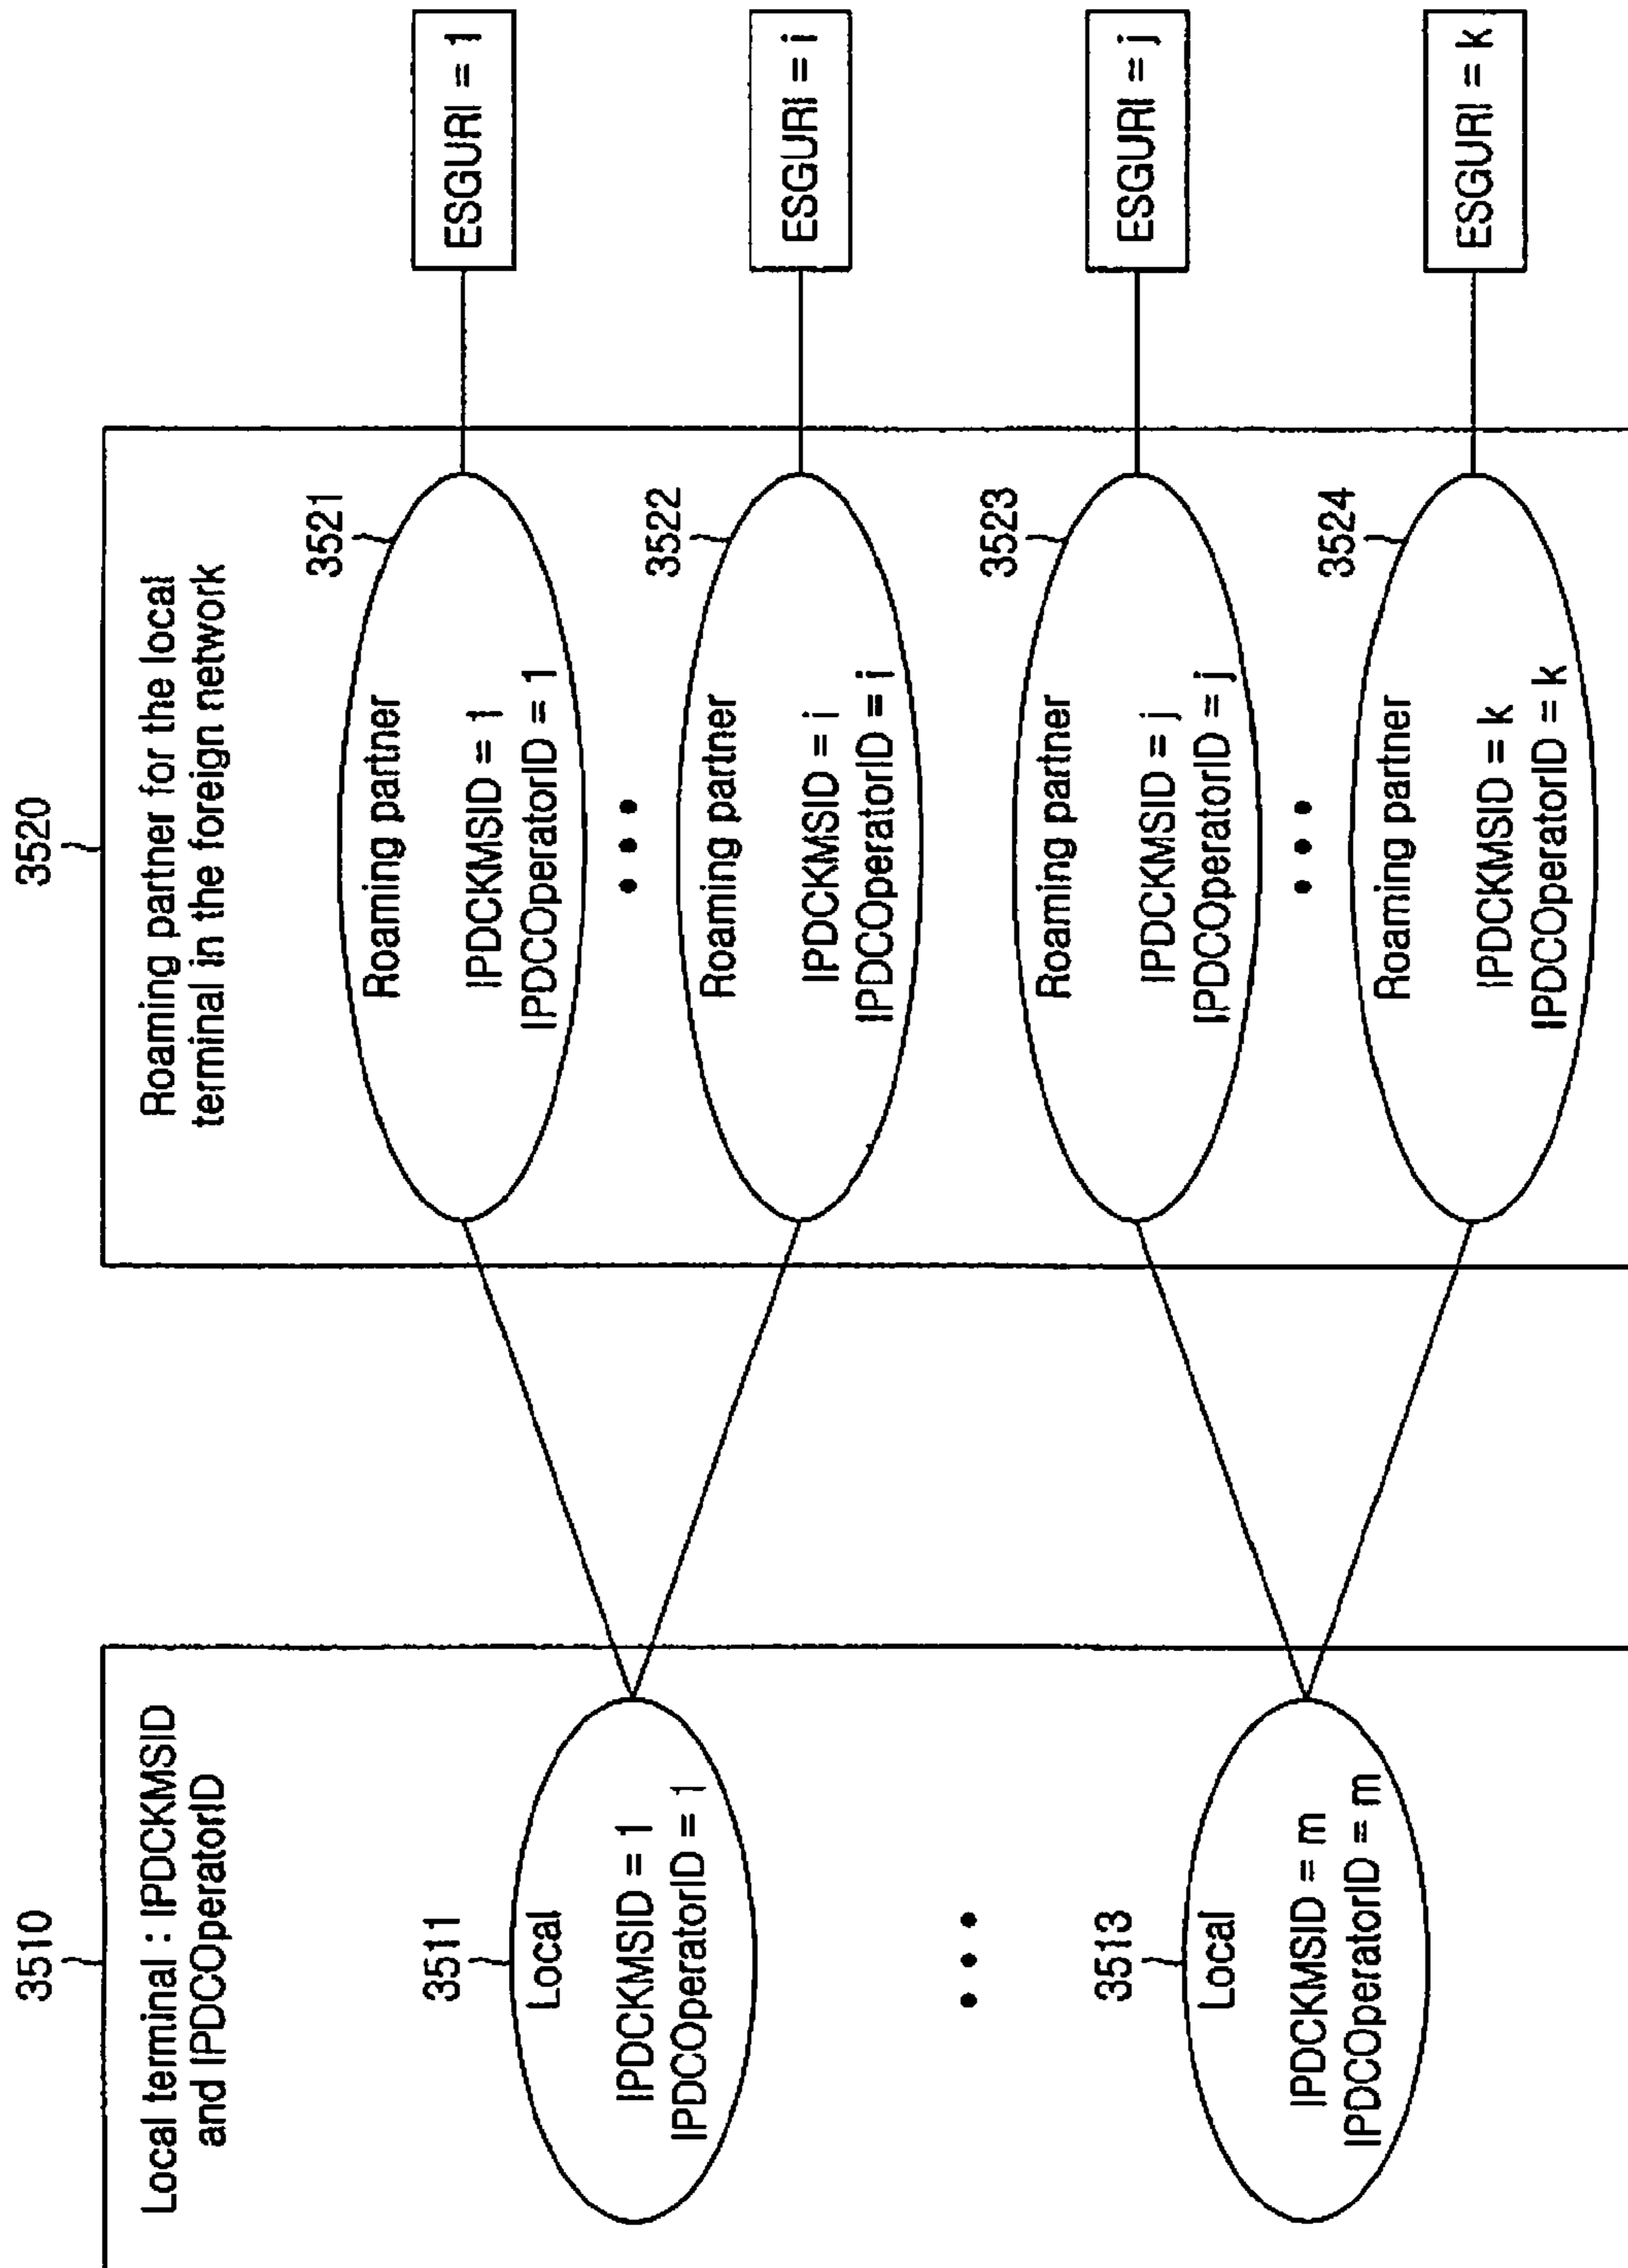 3510
Local terminal : IPDCKMSID
and IPDCOperatorID
3511
Local
IPDCKMSID = 1
IPDCOperatorID = 1
3513
Local
IPDCKMSID = m
IPDCOperatorID = m
3520
Roaming partner for the local
terminal in the foreign network
3521
Roaming partner
IPDCKMSID = 1
IPDCOperatorID = 1
3522
Roaming partner
IPDCKMSID = i
IPDCOperatorID = i
3523
Roaming partner
IPDCKMSID = j
IPDCOperatorID = j
3524
Roaming partner
IPDCKMSID = k
IPDCOperatorID = k
ESGURI = 1
ESGURI = i
ESGURI = j
ESGURI = k